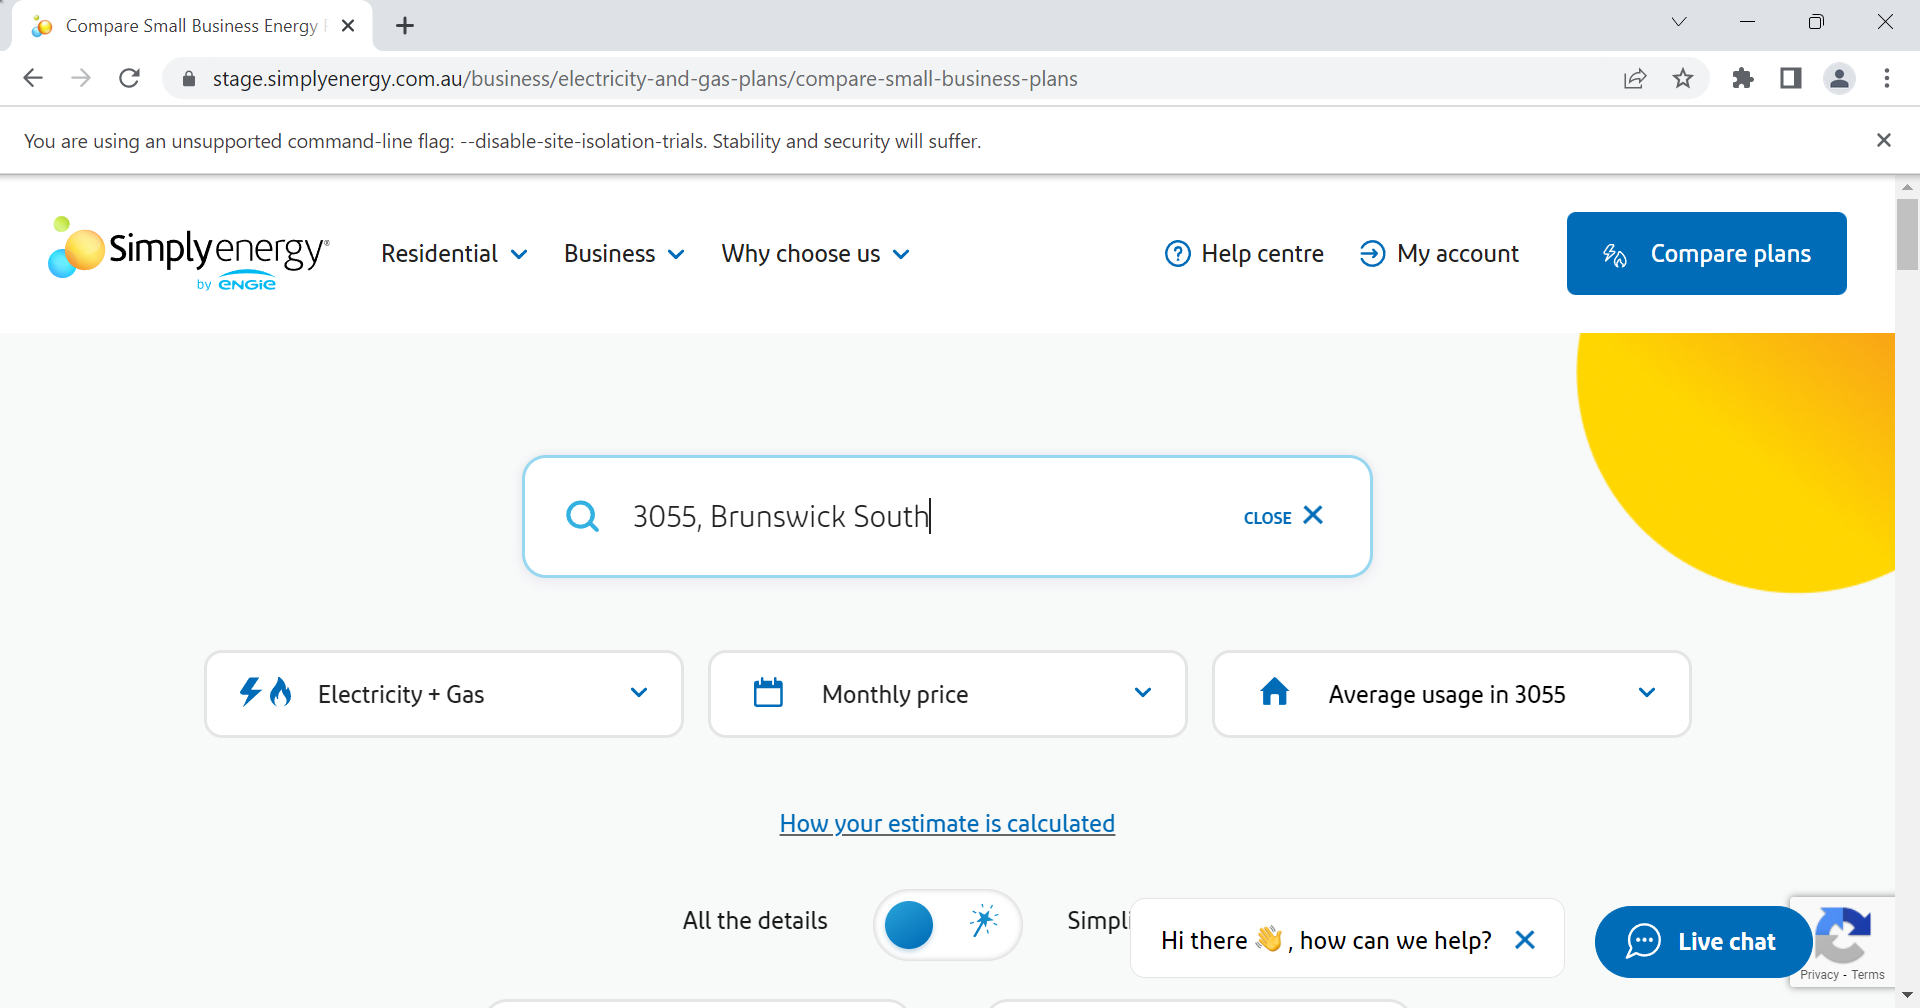 Compare Small Business Energy
stage.simplyenergy.com.au/business/electricity-and-gas-plans/compare-small-business-plans
You are using an unsupported command-line flag: --disable-site-isolation-trials. Stability and security will suffer.
Simplyenergy®
by ENGIE
Residential
Business
Why choose us
Help centre
My account
Compare plans
3055, Brunswick South
CLOSE
Electricity + Gas
Monthly price
Average usage in 3055
How your estimate is calculated
All the details
Simpli
Hi there 👋, how can we help?
Live chat
Privacy - Terms